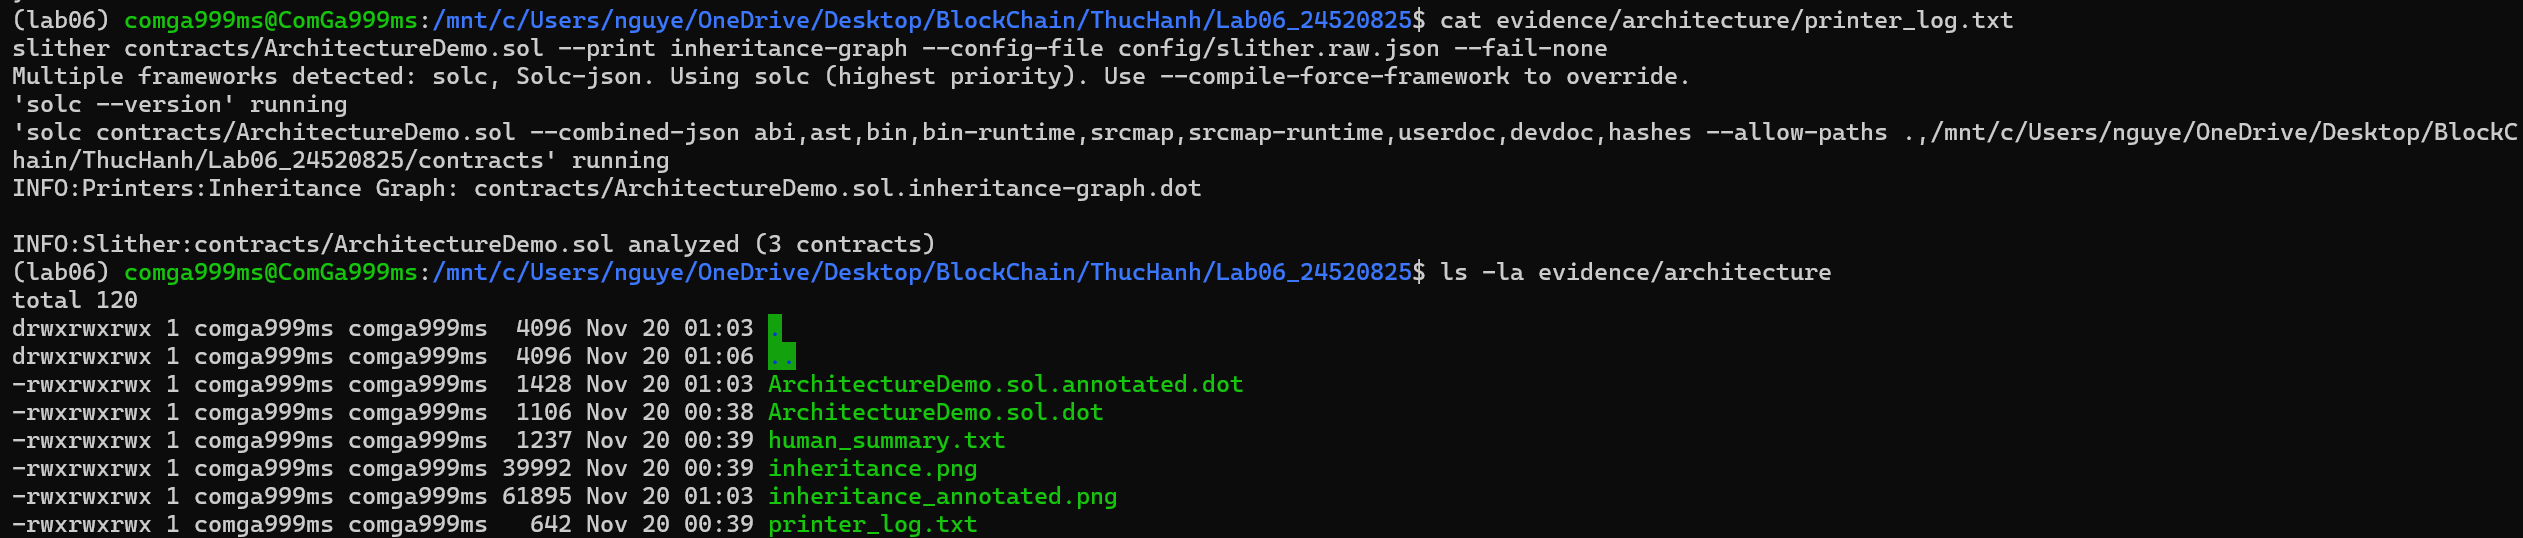 (lab06) comga999ms@ComGa999ms:/mnt/c/Users/nguye/OneDrive/Desktop/BlockChain/ThucHanh/Lab06_24520825$ cat evidence/architecture/printer_log.txt
slither contracts/ArchitectureDemo.sol --print inheritance-graph --config-file config/slither.raw.json --fail-none
Multiple frameworks detected: solc, Solc-json. Using solc (highest priority). Use --compile-force-framework to override.
'solc --version' running
'solc contracts/ArchitectureDemo.sol --combined-json abi,ast,bin,bin-runtime,srcmap,srcmap-runtime,userdoc,devdoc,hashes --allow-paths .,/mnt/c/Users/nguye/OneDrive/Desktop/BlockC
hain/ThucHanh/Lab06_24520825/contracts' running
INFO:Printers:Inheritance Graph: contracts/ArchitectureDemo.sol.inheritance-graph.dot
INFO:Slither:contracts/ArchitectureDemo.sol analyzed (3 contracts)
(lab06) comga999ms@ComGa999ms:/mnt/c/Users/nguye/OneDrive/Desktop/BlockChain/ThucHanh/Lab06_24520825$ ls -la evidence/architecture
total 120
drwxrwxrwx 1 comga999ms comga999ms  4096 Nov 20 01:03 .
drwxrwxrwx 1 comga999ms comga999ms  4096 Nov 20 01:06 ..
-rwxrwxrwx 1 comga999ms comga999ms  1428 Nov 20 01:03 ArchitectureDemo.sol.annotated.dot
-rwxrwxrwx 1 comga999ms comga999ms  1106 Nov 20 00:38 ArchitectureDemo.sol.dot
-rwxrwxrwx 1 comga999ms comga999ms  1237 Nov 20 00:39 human_summary.txt
-rwxrwxrwx 1 comga999ms comga999ms 39992 Nov 20 00:39 inheritance.png
-rwxrwxrwx 1 comga999ms comga999ms 61895 Nov 20 01:03 inheritance_annotated.png
-rwxrwxrwx 1 comga999ms comga999ms   642 Nov 20 00:39 printer_log.txt